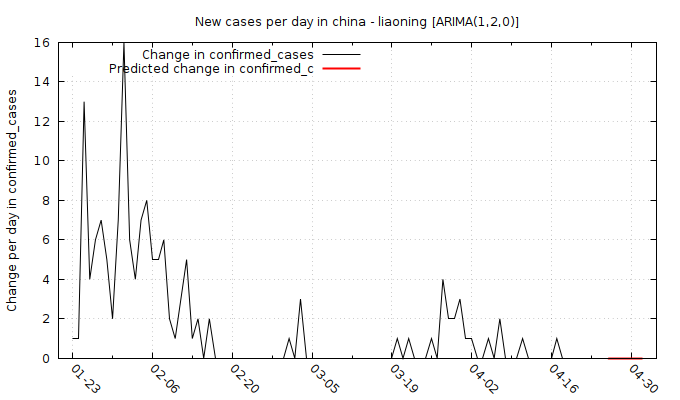 New cases per day in china - liaoning [ARIMA(1,2,0)]
Change in confirmed_cases
Predicted change in confirmed_c
Change per day in confirmed_cases
16
14
12
10
8
6
4
2
0
01-23 02-06 02-20 03-05 03-19 04-02 04-16 04-30